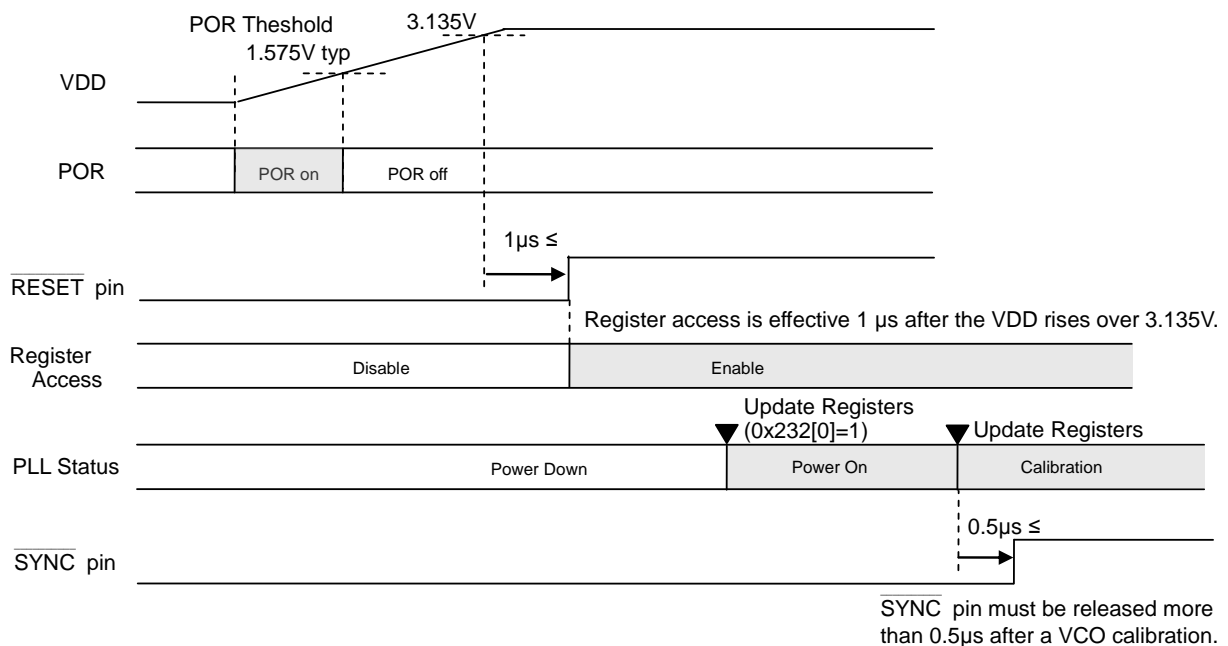 POR Theshold
1.575V typ
3.135V
VDD
POR
POR on
POR off
1µs ≤
RESET pin
Register access is effective 1 µs after the VDD rises over 3.135V.
Register
Access
Disable
Enable
Update Registers
(0x232[0]=1)
Update Registers
PLL Status
Power Down
Power On
Calibration
0.5µs ≤
SYNC pin
SYNC pin must be released more
than 0.5µs after a VCO calibration.